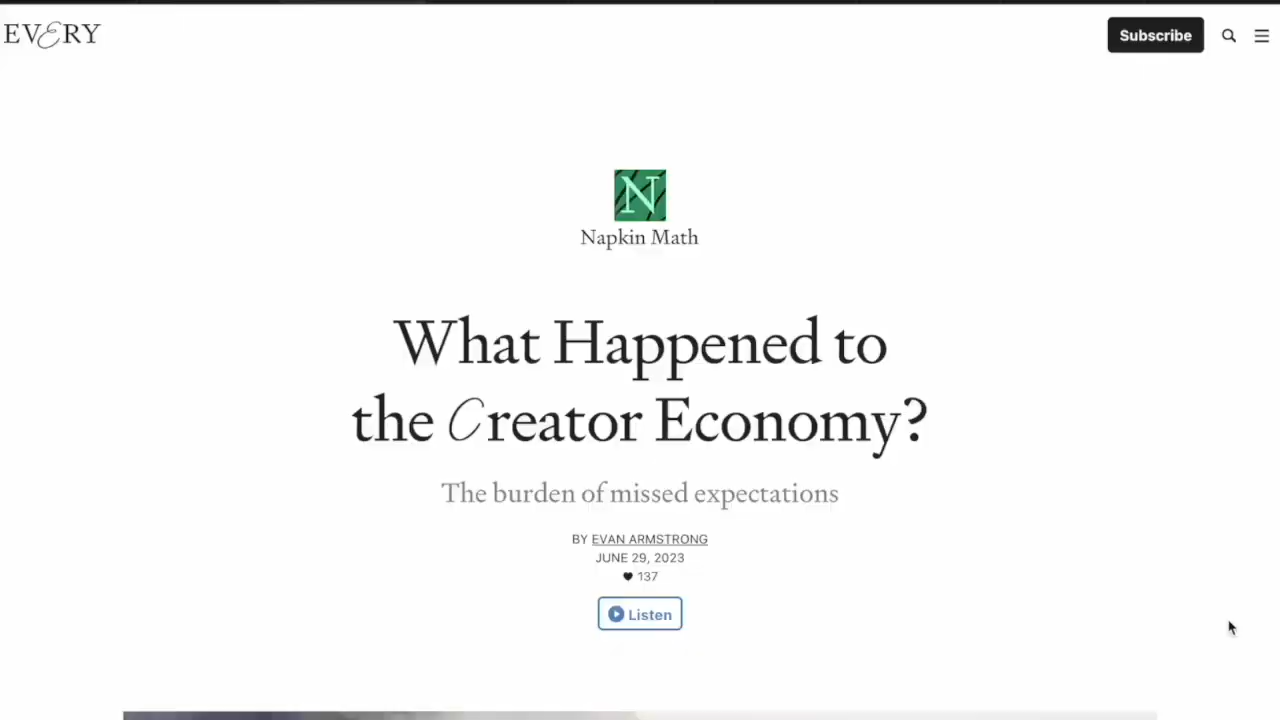 EVERY
Subscribe
N
Napkin Math
What Happened to
the Creator Economy?
The burden of missed expectations
BY EVAN ARMSTRONG
JUNE 29, 2023
137
Listen